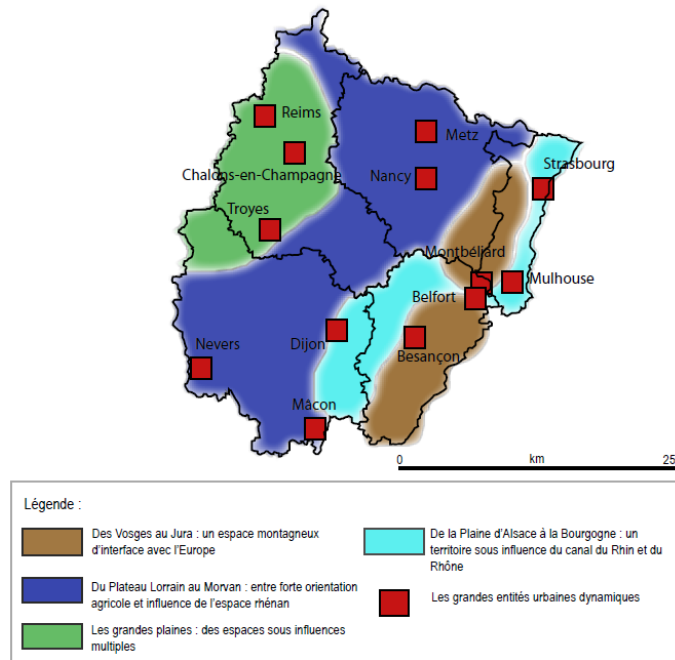 Reims
Metz
Chalons-en-Champagne
Strasbourg
Nancy
Troyes
Montbéliard
Mulhouse
Belfort
Nevers
Dijon
Besançon
Mâcon
0 km 25
Légende :
Des Vosges au Jura : un espace montagneux
d'interface avec l'Europe
Du Plateau Lorrain au Morvan : entre forte orientation
agricole et influence de l'espace rhénan
Les grandes plaines : des espaces sous influences
multiples
De la Plaine d'Alsace à la Bourgogne : un
territoire sous influence du canal du Rhin et du
Rhône
Les grandes entités urbaines dynamiques